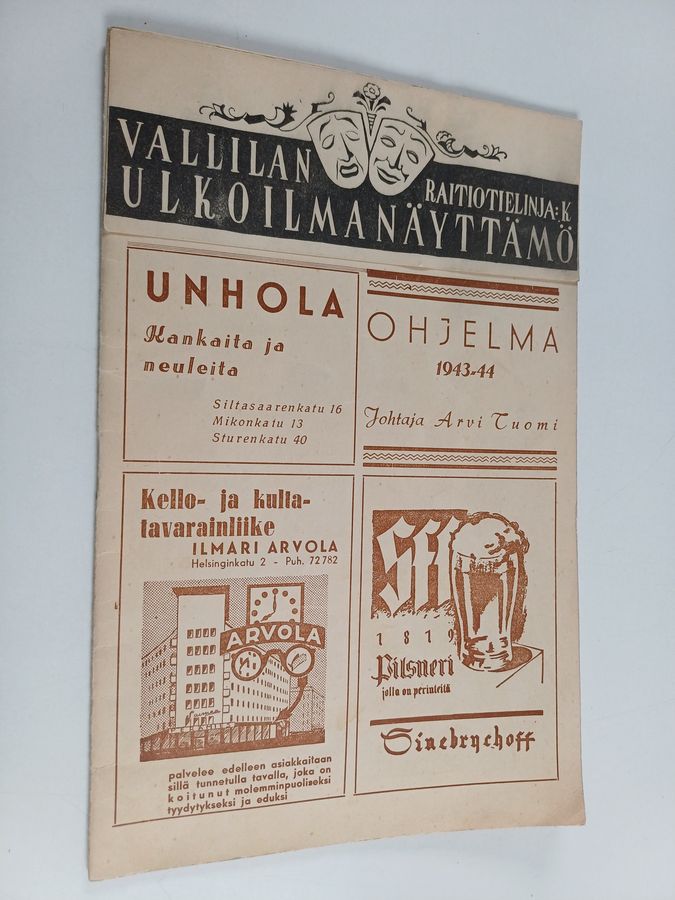 VALLILAN
RAITIOTIELINJA: K
ULKOILMANÄYTTÄMÖ
UNHOLA
Kankaita ja
neuleita
Siltasaarenkatu 16
Mikonkatu 13
Sturenkatu 40
OHJELMA
1943-44
Johtaja Arvi Tuomi
Kello- ja kulta-
tavarainliike
ILMARI ARVOLA
Helsinginkatu 2 - Puh. 72782
ARVOLA
palvelee edelleen asiakkaitaan
sillä tunnetulla tavalla, joka on
koitunut molemminpuoliseksi
tyydytykseksi ja eduksi
Sff
1819
Pilsneri
jolla on perinteitä
Sinebrychoff